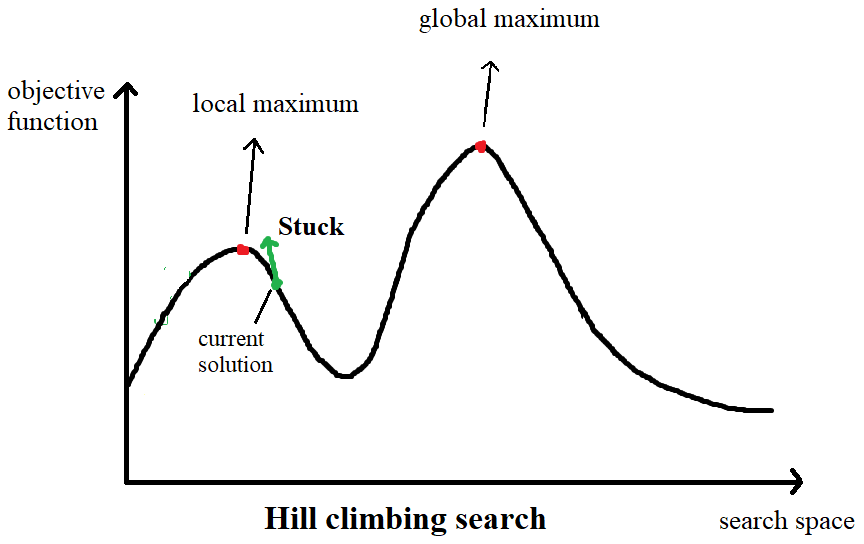 global maximum
objective
function
local maximum
Stuck
current
solution
Hill climbing search
search space